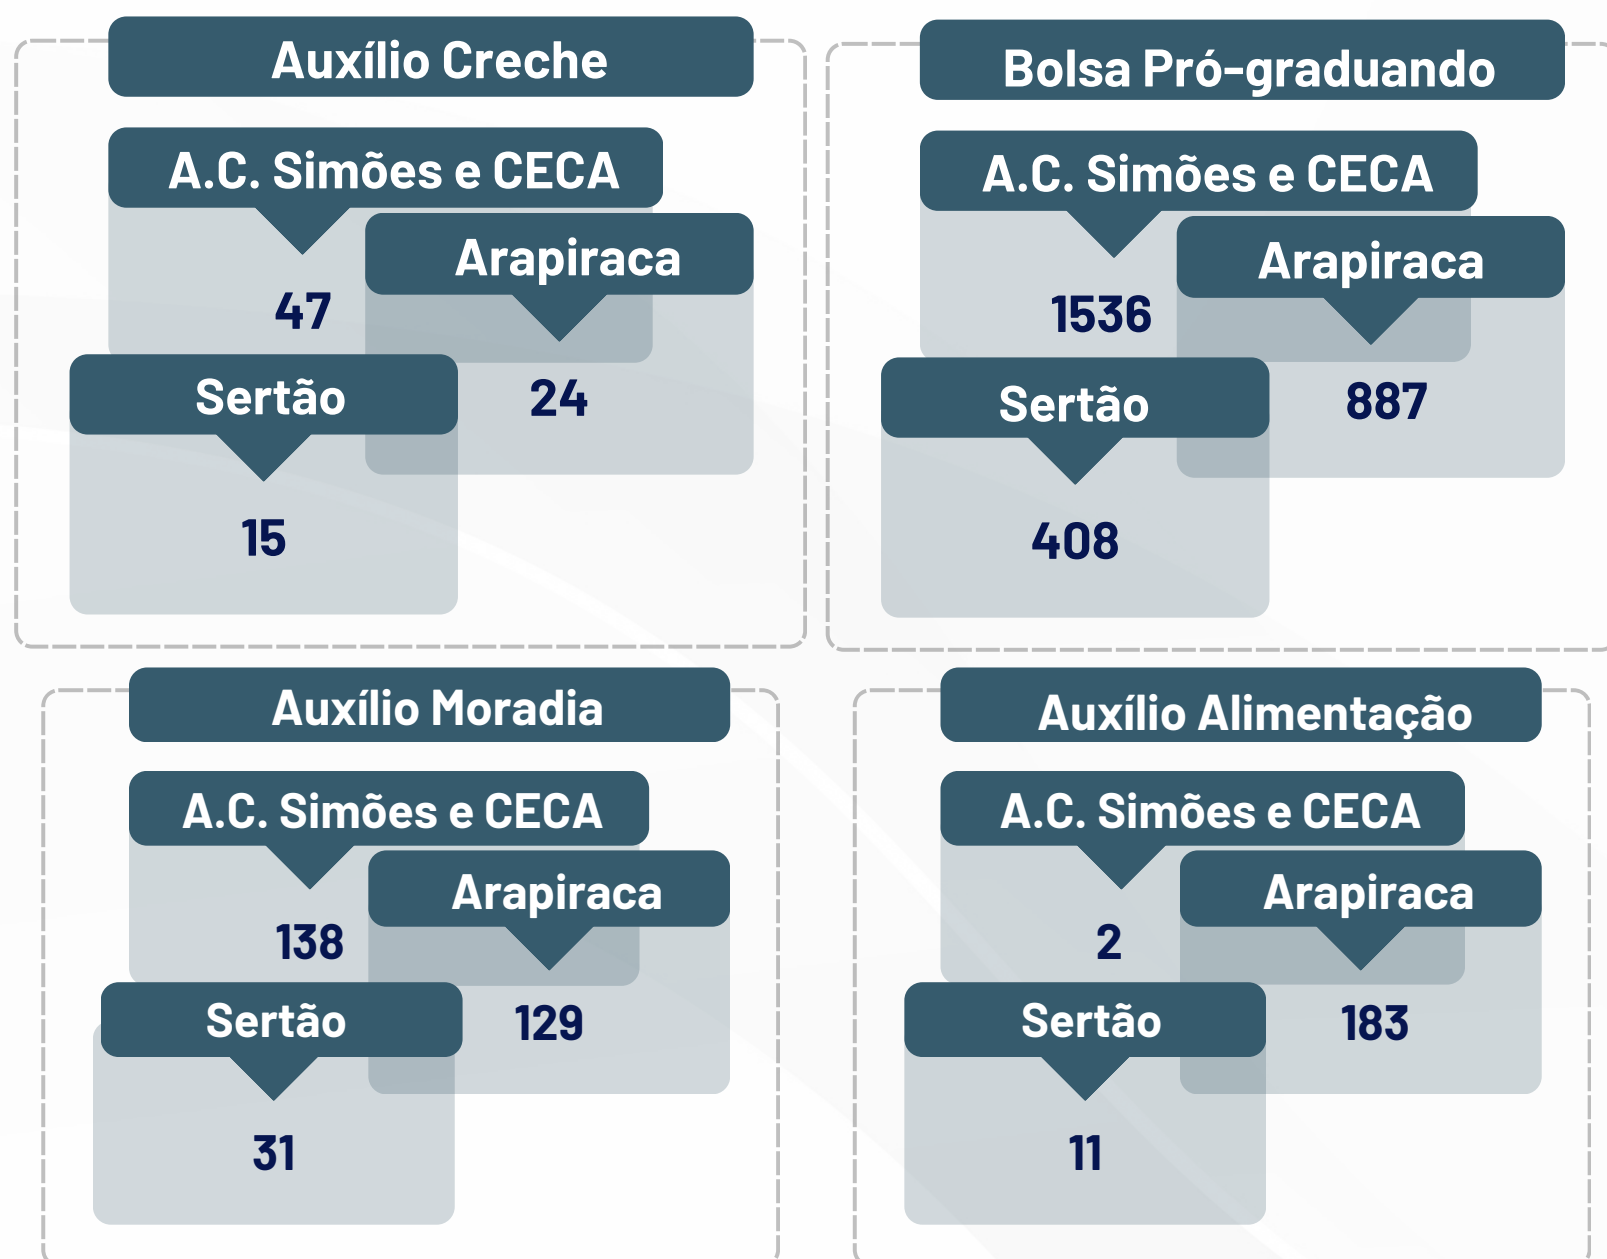 Auxílio Creche
A.C. Simões e CECA
47
Arapiraca
24
Sertão
15
Bolsa Pró-graduando
A.C. Simões e CECA
1536
Arapiraca
887
Sertão
408
Auxílio Moradia
A.C. Simões e CECA
138
Arapiraca
129
Sertão
31
Auxílio Alimentação
A.C. Simões e CECA
2
Arapiraca
183
Sertão
11